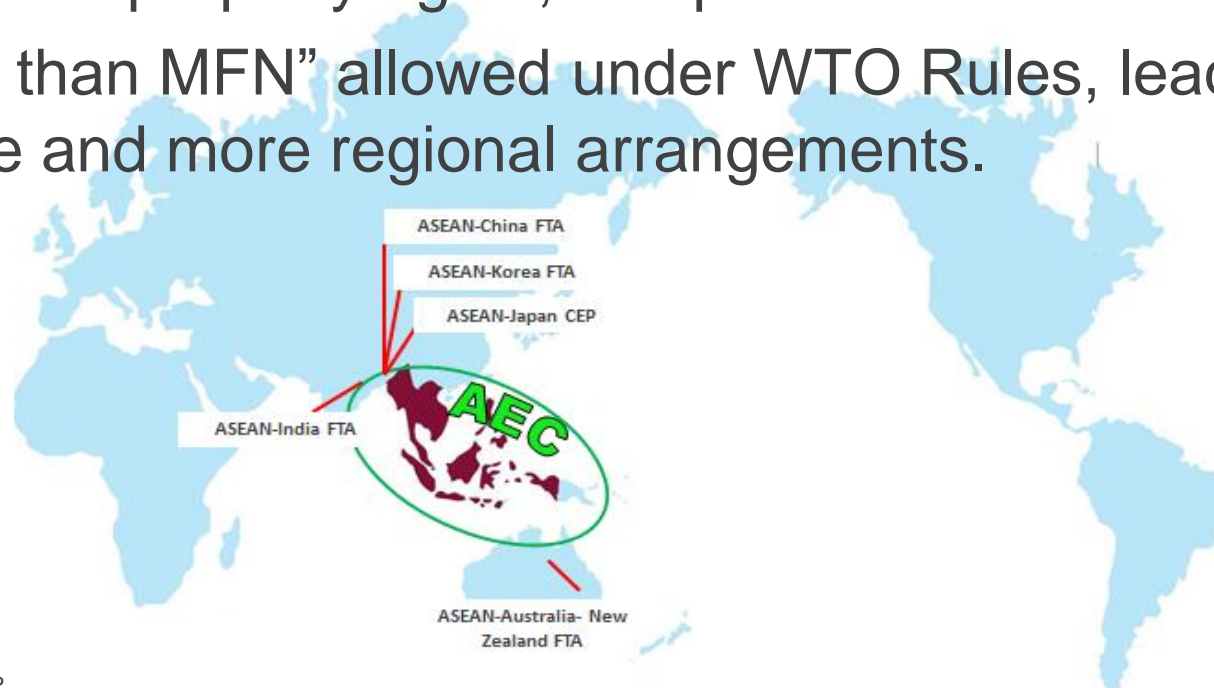 than MFN” allowed under WTO Rules, lead
and more regional arrangements.
ASEAN-China FTA
ASEAN-Korea FTA
ASEAN-Japan CEP
AEC
ASEAN-India FTA
ASEAN-Australia- New
Zealand FTA